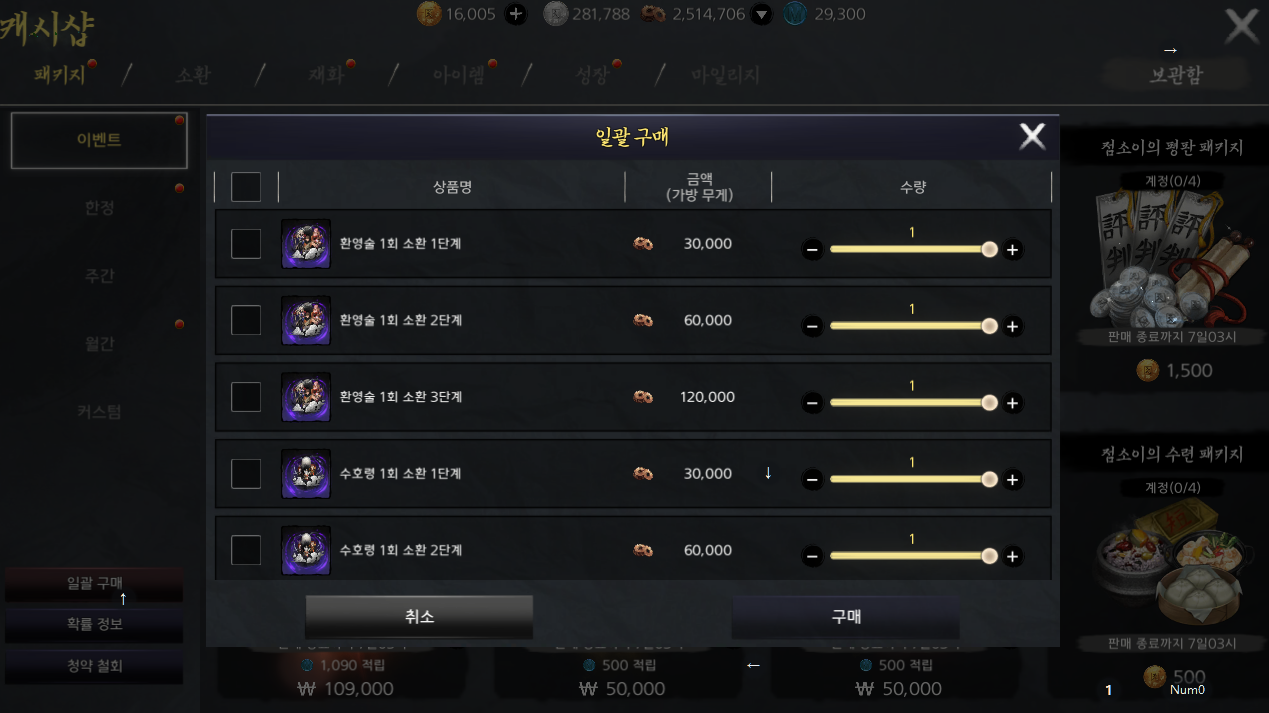 캐시샵
16,005
281,788
2,514,706
29,300
패키지
소환
재화
아이템
성장
마일리지
보관함
이벤트
한정
주간
월간
커스텀
일괄 구매
확률 정보
청약 철회
일괄 구매
상품명
금액
(가방 무게)
수량
환영술 1회 소환 1단계
30,000
1
환영술 1회 소환 2단계
60,000
1
환영술 1회 소환 3단계
120,000
1
수호령 1회 소환 1단계
30,000
1
수호령 1회 소환 2단계
60,000
1
취소
구매
1,090 적립
₩ 109,000
500 적립
₩ 50,000
500 적립
₩ 50,000
점소이의 평판 패키지
계정(0/4)
評判
評判
評判
판매 종료까지 7일03시
1,500
점소이의 수련 패키지
계정(0/4)
판매 종료까지 7일03시
500
1
Num0